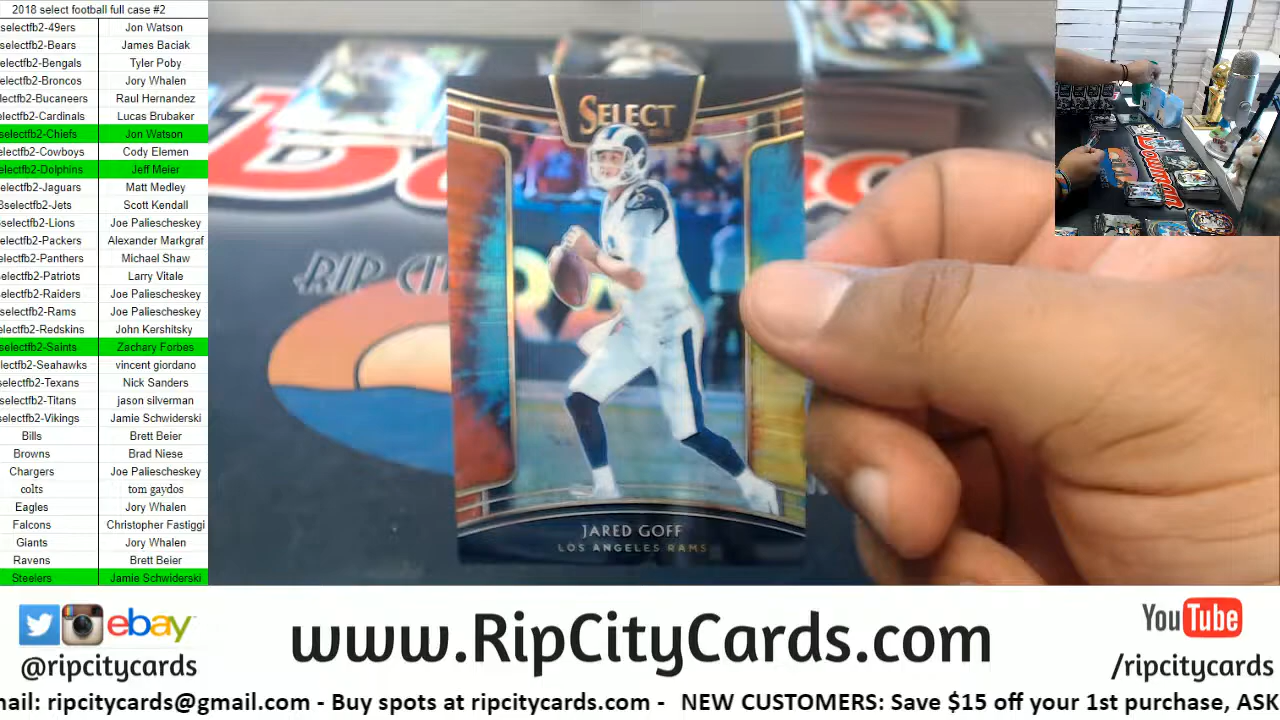 2018 select football full case #2
selectfb2-49ers Jon Watson
selectfb2-Bears James Baciak
selectfb2-Bengals Tyler Poby
electfb2-Broncos Jory Whalen
lectfb2-Bucaneers Raul Hernandez
electfb2-Cardinals Lucas Brubaker
selectfb2-Chiefs Jon Watson
electfb2-Cowboys Cody Elemen
electfb2-Dolphins Jeff Meier
electfb2-Jaguars Matt Medley
3selectfb2-Jets Scott Kendall
selectfb2-Lions Joe Paliescheskey
electfb2-Packers Alexander Markgraf
electfb2-Panthers Michael Shaw
electfb2-Patriots Larry Vitale
electfb2-Raiders Joe Paliescheskey
selectfb2-Rams Joe Paliescheskey
electfb2-Redskins John Kershitsky
selectfb2-Saints Zachary Forbes
lectfb2-Seahawks vincent giordano
electfb2-Texans Nick Sanders
selectfb2-Titans jason silverman
selectfb2-Vikings Jamie Schwiderski
Bills Brett Beier
Browns Brad Niese
Chargers Joe Paliescheskey
colts tom gaydos
Eagles Jory Whalen
Falcons Christopher Fastiggi
Giants Jory Whalen
Ravens Brett Beier
Steelers Jamie Schwiderski
SELECT
RIP CIT
JARED GOFF
LOS ANGELES RAMS
ebay
@ripcitycards
www.RipCityCards.com
YouTube
/ripcitycards
mail: ripcitycards@gmail.com - Buy spots at ripcitycards.com - NEW CUSTOMERS: Save $15 off your 1st purchase, ASK